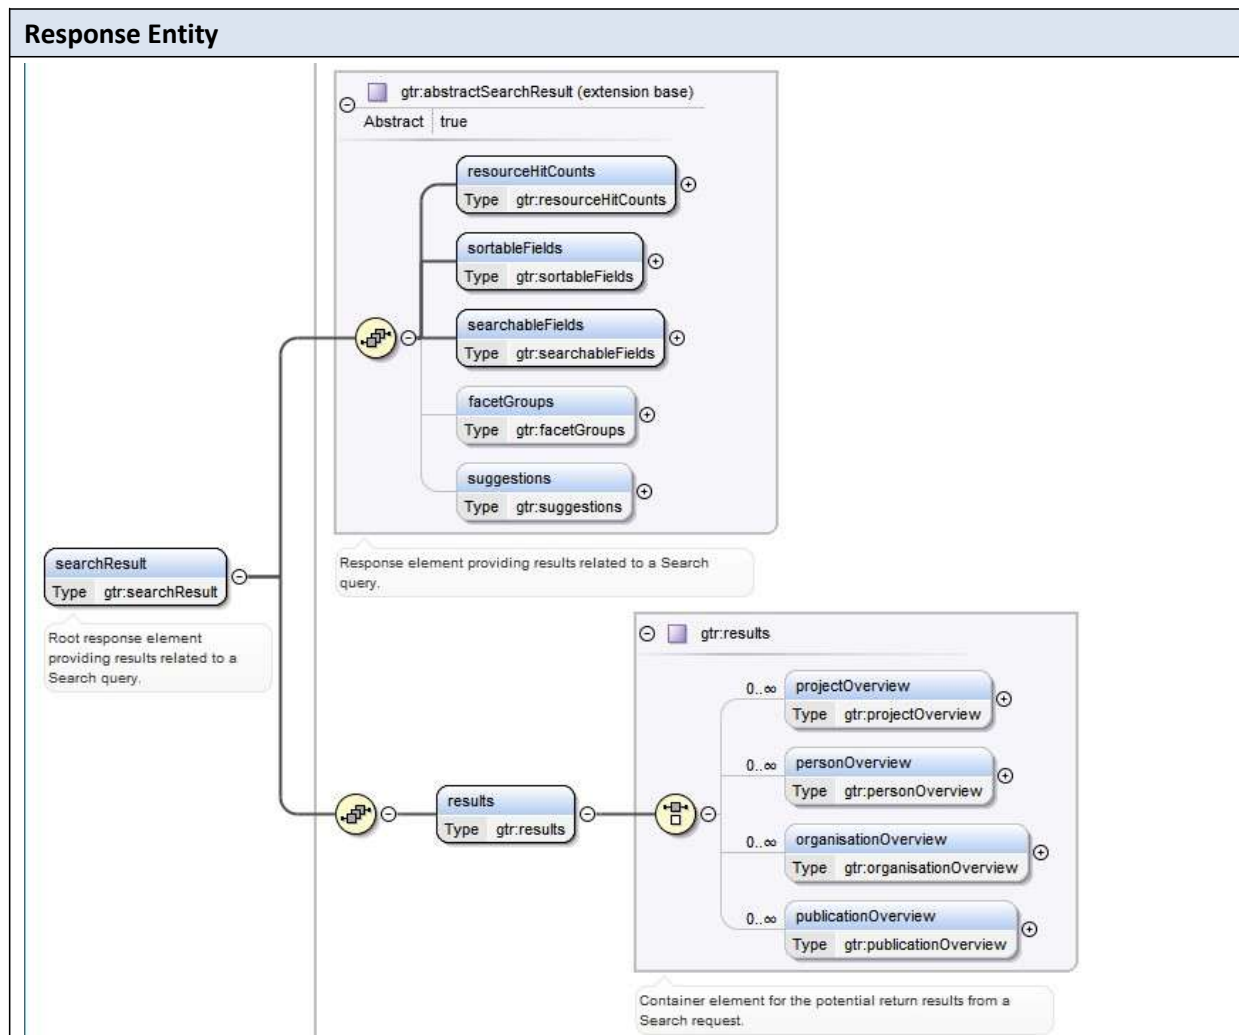 Response Entity
gtr:abstractSearchResult (extension base)
Abstract true
resourceHitCounts
Type gtr:resourceHitCounts
sortableFields
Type gtr:sortableFields
searchableFields
Type gtr:searchableFields
facetGroups
Type gtr:facetGroups
suggestions
Type gtr:suggestions
Response element providing results related to a Search
query.
searchResult
Type gtr:searchResult
Root response element
providing results related to a
Search query.
gtr:results
0..∞ projectOverview
Type gtr:projectOverview
0..∞ personOverview
Type gtr:personOverview
results
Type gtr:results
0..∞ organisationOverview
Type gtr:organisationOverview
0..∞ publicationOverview
Type gtr:publicationOverview
Container element for the potential return results from a
Search request.